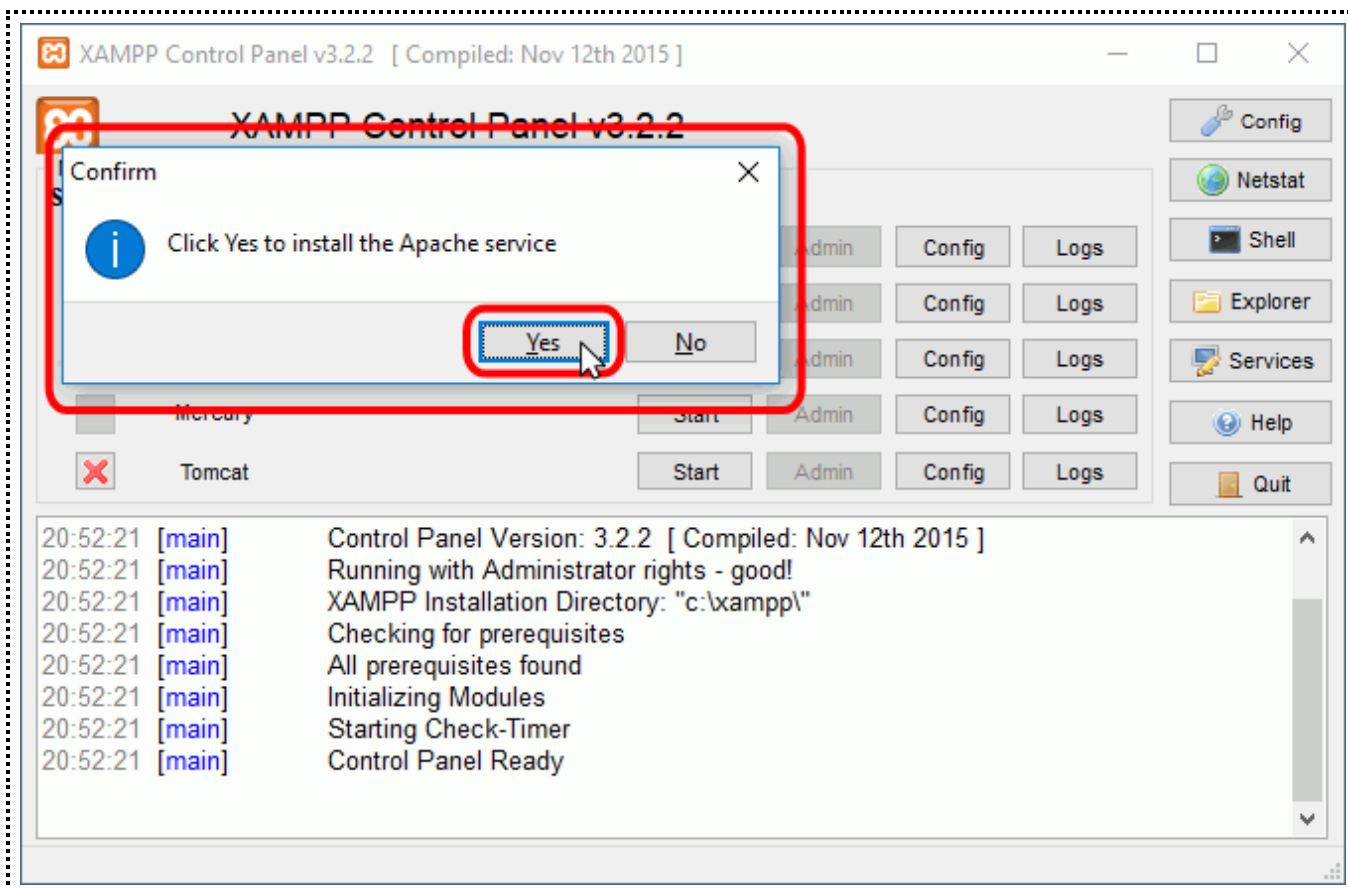 XAMPP Control Panel v3.2.2 [ Compiled: Nov 12th 2015 ]
XAMPP Control Panel v3.2.2
Config
Netstat
Shell
Explorer
Services
Help
Quit
Confirm
Click Yes to install the Apache service
Yes No
Admin Config Logs
Admin Config Logs
Admin Config Logs
Mercury Start Admin Config Logs
Tomcat Start Admin Config Logs
20:52:21 [main] Control Panel Version: 3.2.2 [ Compiled: Nov 12th 2015 ]
20:52:21 [main] Running with Administrator rights - good!
20:52:21 [main] XAMPP Installation Directory: "c:\xampp\"
20:52:21 [main] Checking for prerequisites
20:52:21 [main] All prerequisites found
20:52:21 [main] Initializing Modules
20:52:21 [main] Starting Check-Timer
20:52:21 [main] Control Panel Ready